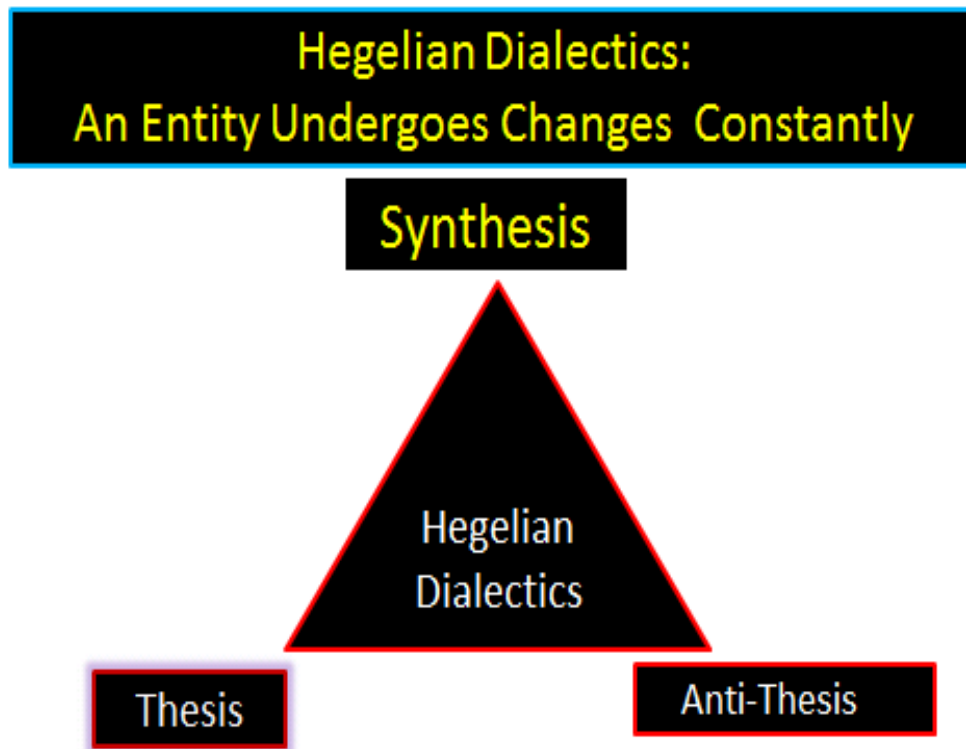 Hegelian Dialectics:
An Entity Undergoes Changes Constantly
Synthesis
Hegelian
Dialectics
Thesis
Anti-Thesis